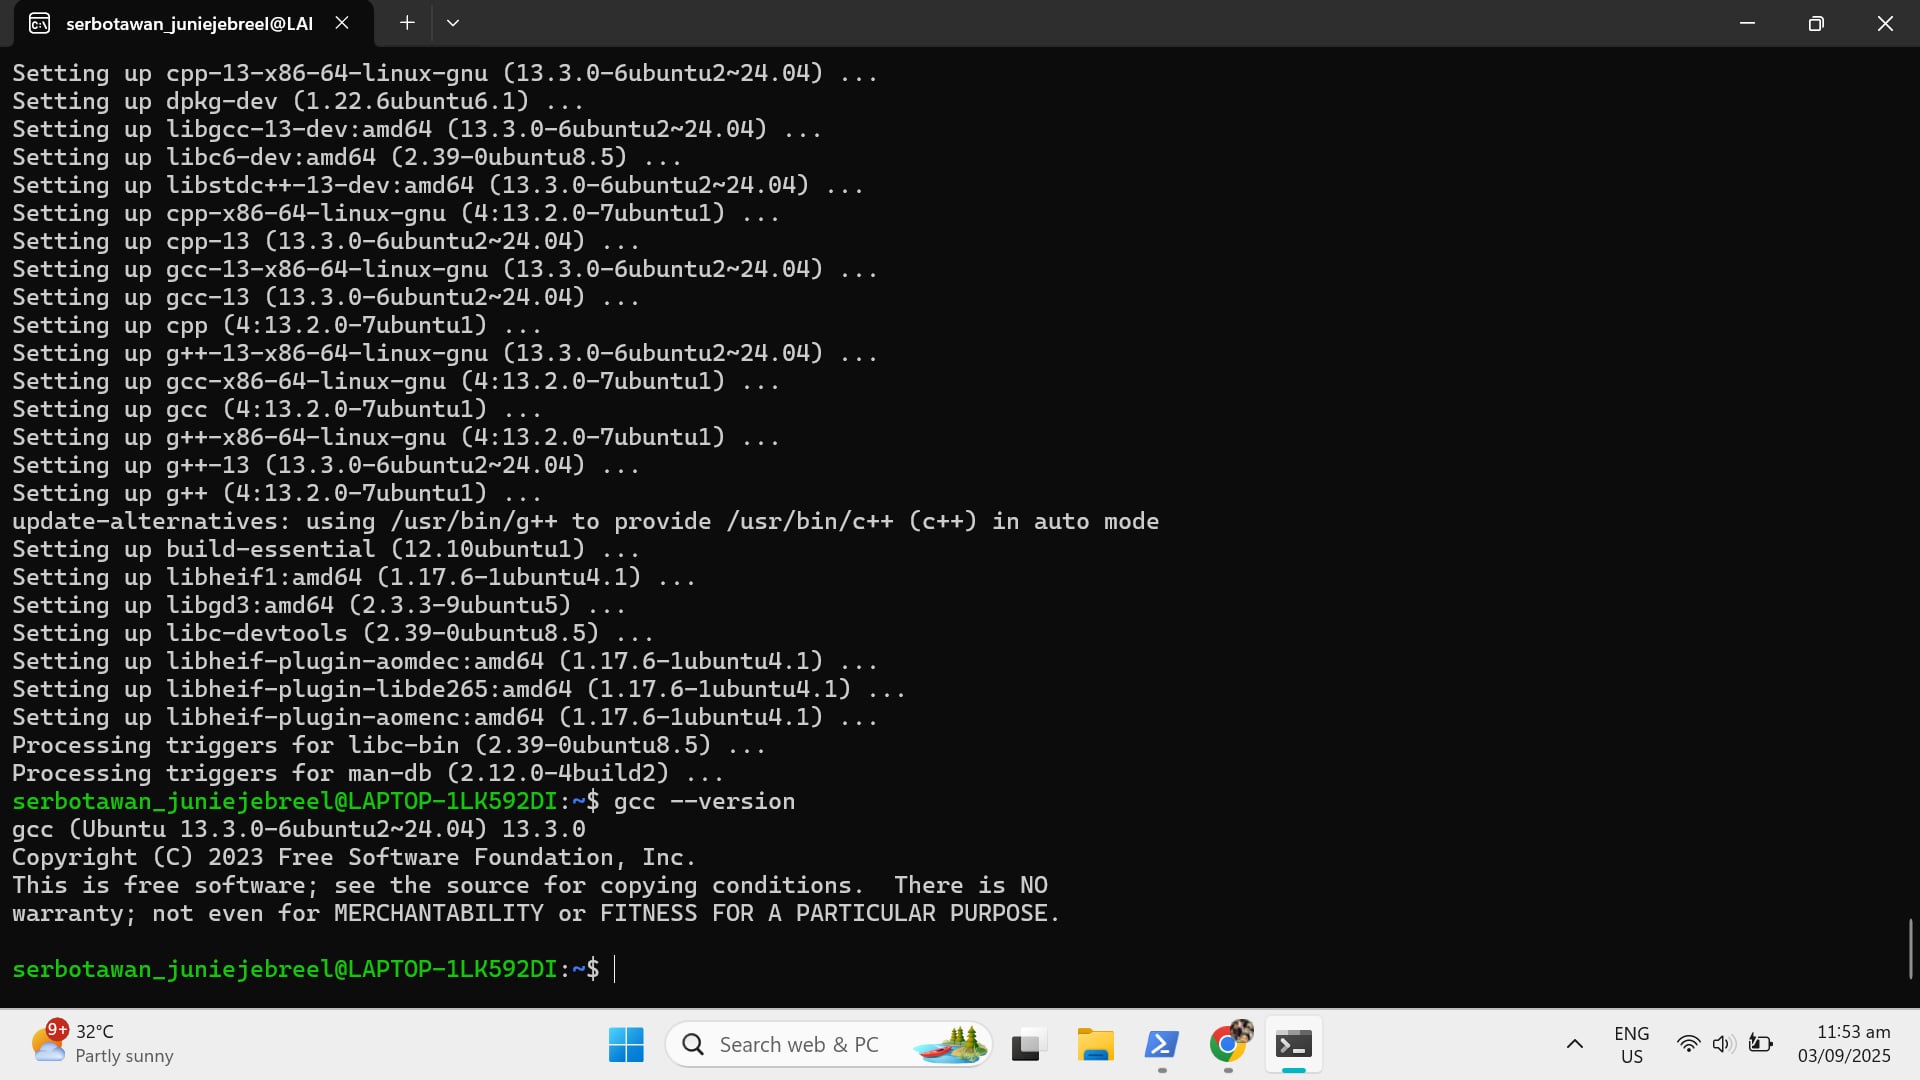 serbotawan_juniejebreel@LAI
Setting up cpp-13-x86-64-linux-gnu (13.3.0-6ubuntu2~24.04) ...
Setting up dpkg-dev (1.22.6ubuntu6.1) ...
Setting up libgcc-13-dev:amd64 (13.3.0-6ubuntu2~24.04) ...
Setting up libc6-dev:amd64 (2.39-0ubuntu8.5) ...
Setting up libstdc++-13-dev:amd64 (13.3.0-6ubuntu2~24.04) ...
Setting up cpp-x86-64-linux-gnu (4:13.2.0-7ubuntu1) ...
Setting up cpp-13 (13.3.0-6ubuntu2~24.04) ...
Setting up gcc-13-x86-64-linux-gnu (13.3.0-6ubuntu2~24.04) ...
Setting up gcc-13 (13.3.0-6ubuntu2~24.04) ...
Setting up cpp (4:13.2.0-7ubuntu1) ...
Setting up g++-13-x86-64-linux-gnu (13.3.0-6ubuntu2~24.04) ...
Setting up gcc-x86-64-linux-gnu (4:13.2.0-7ubuntu1) ...
Setting up gcc (4:13.2.0-7ubuntu1) ...
Setting up g++-x86-64-linux-gnu (4:13.2.0-7ubuntu1) ...
Setting up g++-13 (13.3.0-6ubuntu2~24.04) ...
Setting up g++ (4:13.2.0-7ubuntu1) ...
update-alternatives: using /usr/bin/g++ to provide /usr/bin/c++ (c++) in auto mode
Setting up build-essential (12.10ubuntu1) ...
Setting up libheif1:amd64 (1.17.6-1ubuntu4.1) ...
Setting up libgd3:amd64 (2.3.3-9ubuntu5) ...
Setting up libc-devtools (2.39-0ubuntu8.5) ...
Setting up libheif-plugin-aomdec:amd64 (1.17.6-1ubuntu4.1) ...
Setting up libheif-plugin-libde265:amd64 (1.17.6-1ubuntu4.1) ...
Setting up libheif-plugin-aomenc:amd64 (1.17.6-1ubuntu4.1) ...
Processing triggers for libc-bin (2.39-0ubuntu8.5) ...
Processing triggers for man-db (2.12.0-4build2) ...
serbotawan_juniejebreel@LAPTOP-1LK592DI:~$ gcc --version
gcc (Ubuntu 13.3.0-6ubuntu2~24.04) 13.3.0
Copyright (C) 2023 Free Software Foundation, Inc.
This is free software; see the source for copying conditions.  There is NO
warranty; not even for MERCHANTABILITY or FITNESS FOR A PARTICULAR PURPOSE.
serbotawan_juniejebreel@LAPTOP-1LK592DI:~$
9+ 32°C
Partly sunny
Search web & PC
ENG
US
11:53 am
03/09/2025